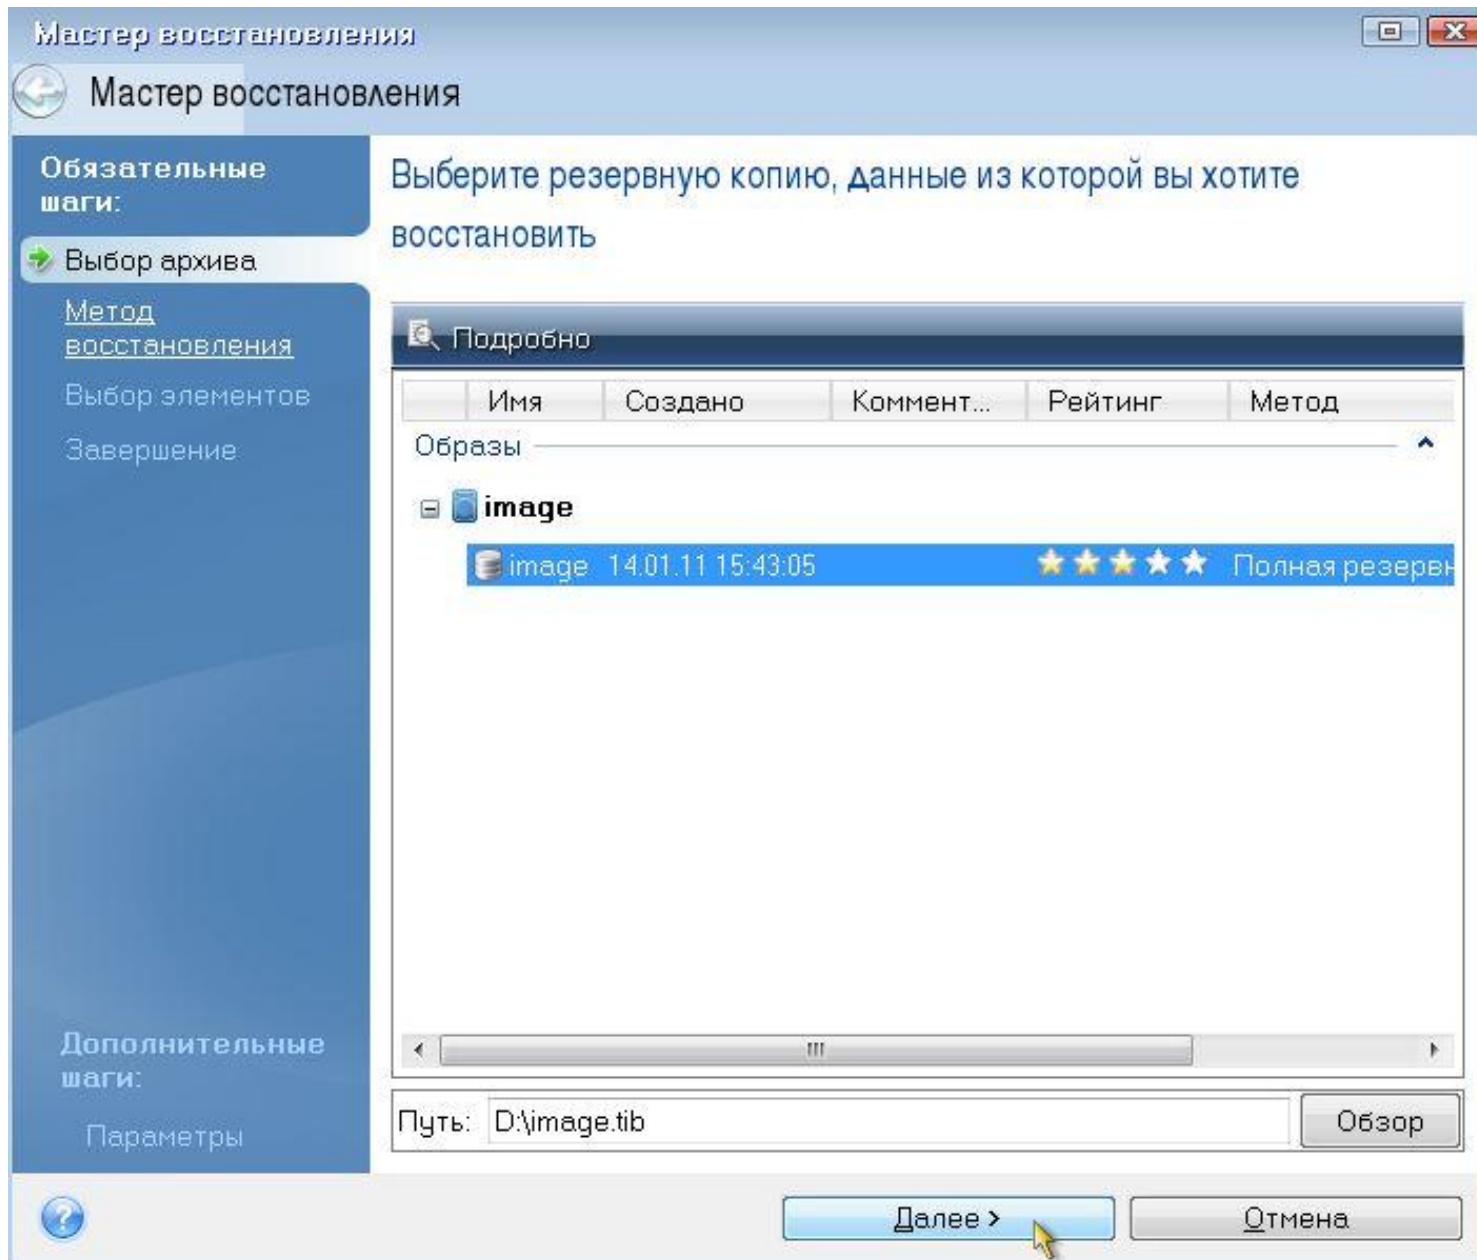 Мастер восстановления
Мастер восстановления
Обязательные
шаги:
Выбор архива
Метод
восстановления
Выбор элементов
Завершение
Дополнительные
шаги:
Параметры
Выберите резервную копию, данные из которой вы хотите
восстановить
Подробно
Имя Создано Коммент... Рейтинг Метод
Образы
image
image 14.01.11 15:43:05 Полная резервн
Путь: D:\image.tib Обзор
Далее > Отмена